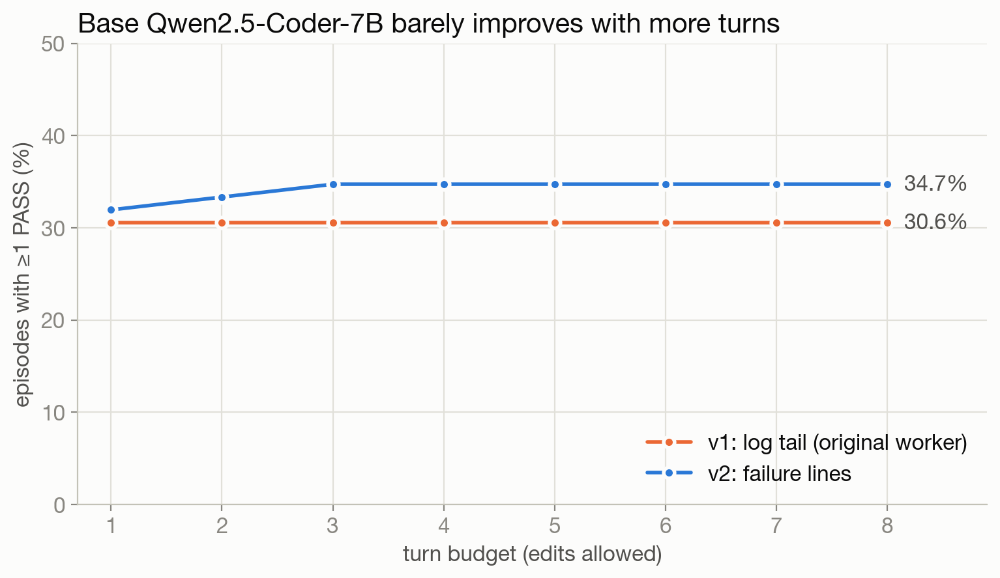 Base Qwen2.5-Coder-7B barely improves with more turns
episodes with ≥1 PASS (%)
50
40
30
20
10
0
34.7%
30.6%
v1: log tail (original worker)
v2: failure lines
1 2 3 4 5 6 7 8
turn budget (edits allowed)